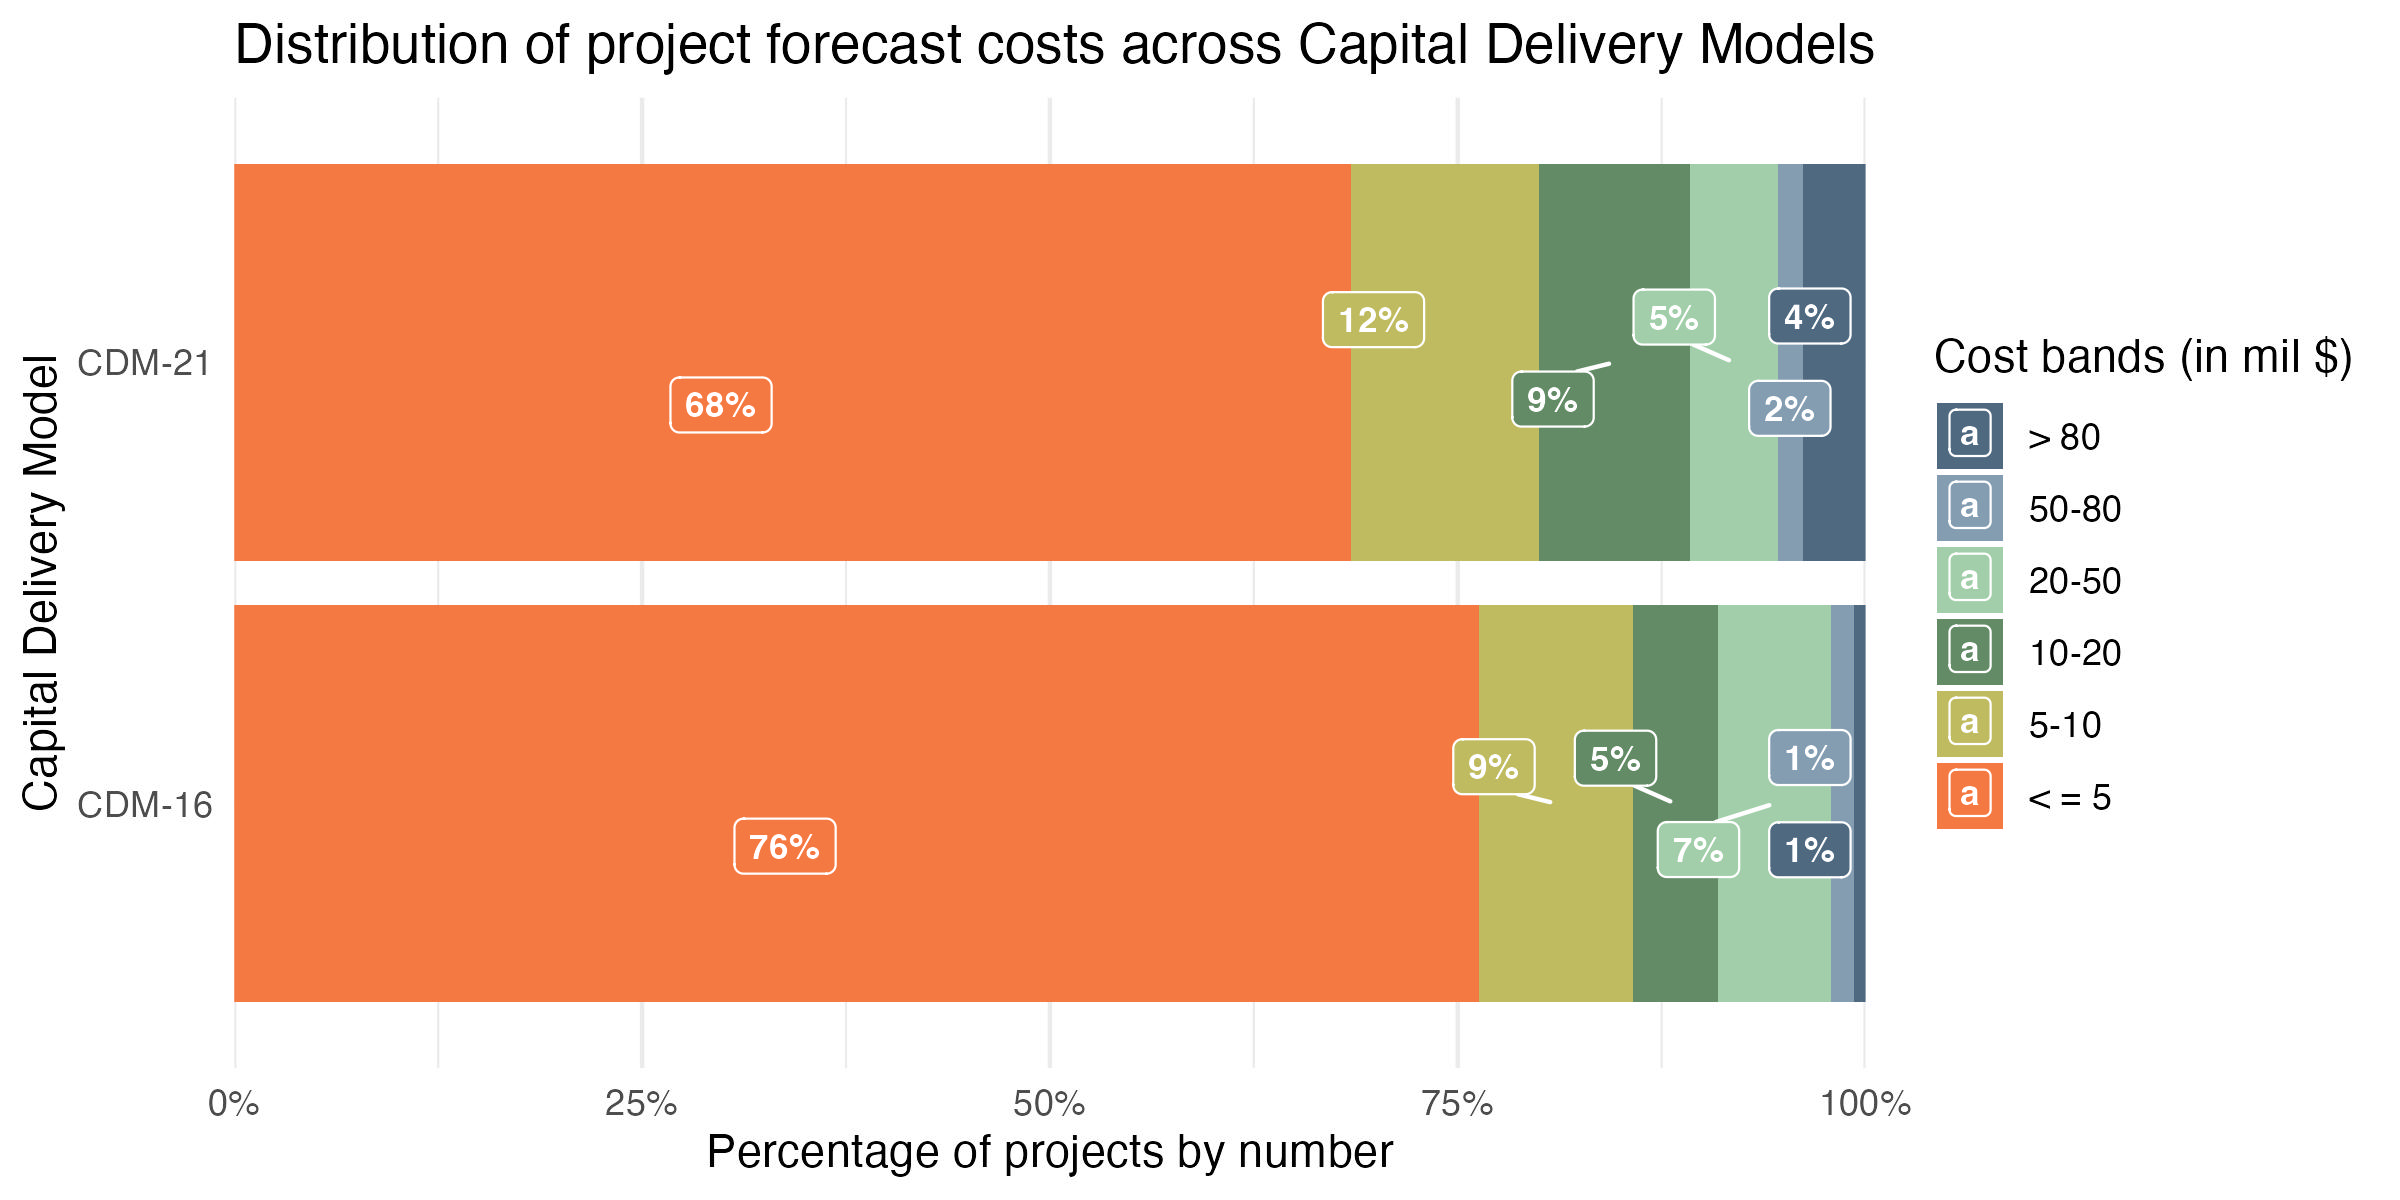 Distribution of project forecast costs across Capital Delivery Models
Capital Delivery Model
CDM-21
68%
12%
9%
5%
2%
4%
CDM-16
76%
9%
5%
7%
1%
1%
0%
25%
50%
75%
100%
Percentage of projects by number
Cost bands (in mil $)
a > 80
a 50-80
a 20-50
a 10-20
a 5-10
a < = 5